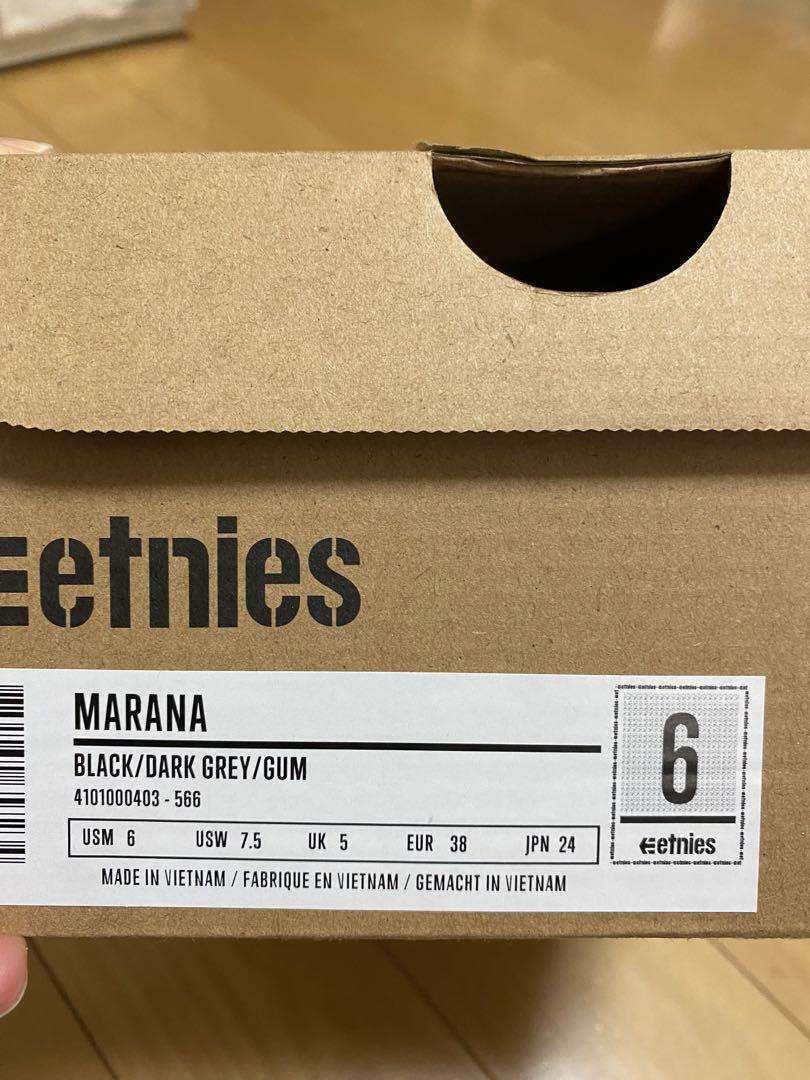 etnies
MARANA
BLACK/DARK GREY/GUM
4101000403 - 566
USM 6 USW 7.5 UK 5 EUR 38 JPN 24
MADE IN VIETNAM / FABRIQUE EN VIETNAM / GEMACHT IN VIETNAM
6
etnies